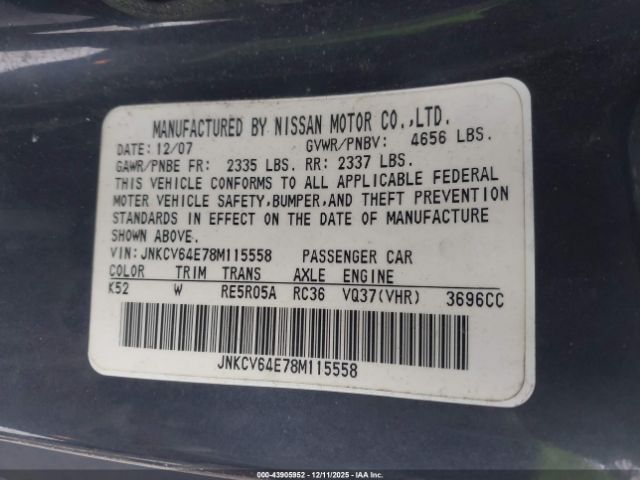 MANUFACTURED BY NISSAN MOTOR CO.,LTD.
DATE: 12/07 GVWR/PNBV: 4656 LBS.
GAWR/PNBE FR: 2335 LBS. RR: 2337 LBS.
THIS VEHICLE CONFORMS TO ALL APPLICABLE FEDERAL
MOTER VEHICLE SAFETY,BUMPER,AND THEFT PREVENTION
STANDARDS IN EFFECT ON THE DATE OF MANUFACTURE
SHOWN ABOVE.
VIN: JNKCV64E78M115558 PASSENGER CAR
COLOR TRIM TRANS AXLE ENGINE
K52 W RE5R05A RC36 VQ37(VHR) 3696CC
JNKCV64E78M115558
000-43905952 - 12/11/2025 - IAA Inc.